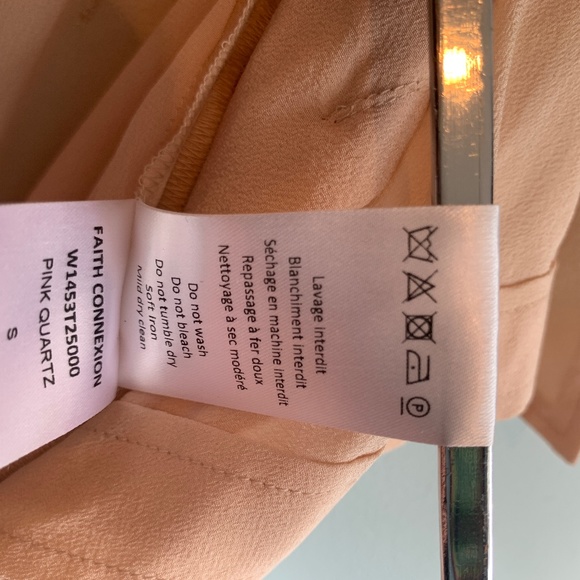 FAITH CONNEXION
W1453T25000
PINK QUARTZ
S
Lavage interdit
Blanchiment interdit
Séchage en machine interdit
Repassage à fer doux
Nettoyage à sec modéré
Do not wash
Do not bleach
Do not tumble dry
Soft Iron
Mild dry clean
P